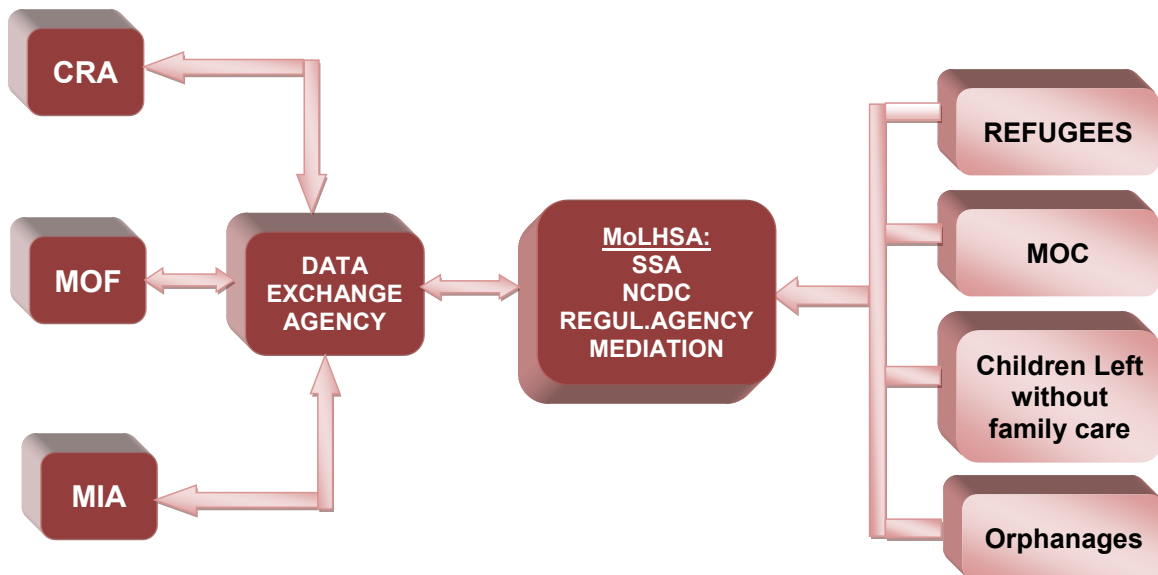 CRA
MOF
MIA
DATA
EXCHANGE
AGENCY
MoLHSA:
SSA
NCDC
REGUL.AGENCY
MEDIATION
REFUGEES
MOC
Children Left
without
family care
Orphanages